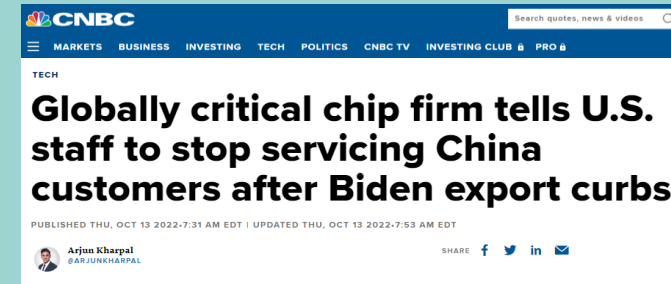 CNBC
Search quotes, news & videos
MARKETS BUSINESS INVESTING TECH POLITICS CNBC TV INVESTING CLUB PRO
TECH
Globally critical chip firm tells U.S.
staff to stop servicing China
customers after Biden export curbs
PUBLISHED THU, OCT 13 2022•7:31 AM EDT | UPDATED THU, OCT 13 2022•7:53 AM EDT
Arjun Kharpal
@ARJUNKHARPAL
SHARE